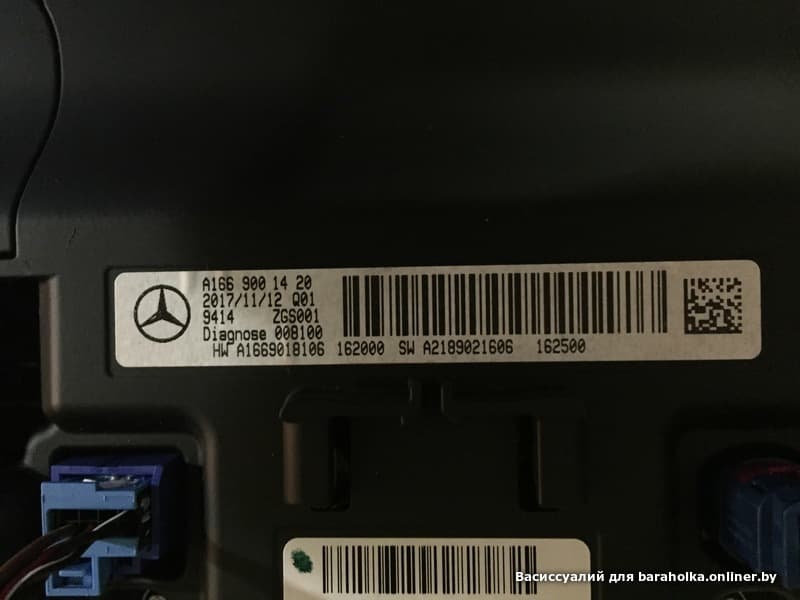 A166 900 14 20
2017/11/12 Q01
9414 ZGS001
Diagnose 008100
HW A1669018106 162000 SW A2189021606 162500
Васиссуалий для baraholka.onliner.by